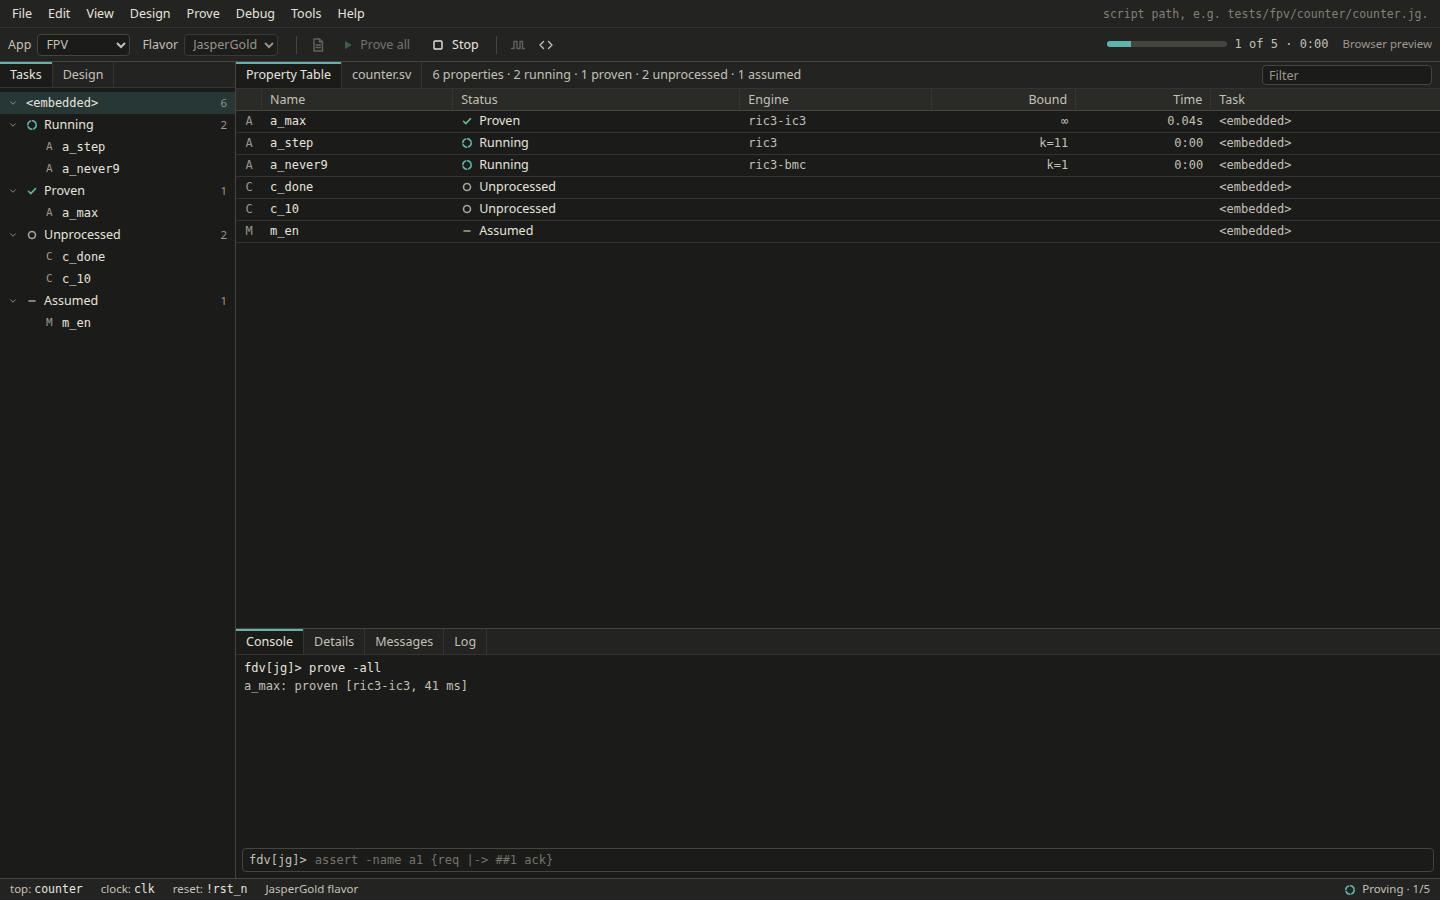 File Edit View Design Prove Debug Tools Help script path, e.g. tests/fpv/counter/counter.jg.
App FPV Flavor JasperGold Prove all Stop 1 of 5 · 0:00 Browser preview
Tasks Design Property Table counter.sv 6 properties · 2 running · 1 proven · 2 unprocessed · 1 assumed Filter
<embedded> 6
Running 2
A a_step
A a_never9
Proven 1
A a_max
Unprocessed 2
C c_done
C c_10
Assumed 1
M m_en
Name Status Engine Bound Time Task
A a_max Proven ric3-ic3 ∞ 0.04s <embedded>
A a_step Running ric3 k=11 0:00 <embedded>
A a_never9 Running ric3-bmc k=1 0:00 <embedded>
C c_done Unprocessed <embedded>
C c_10 Unprocessed <embedded>
M m_en Assumed <embedded>
Console Details Messages Log
fdv[jg]> prove -all
a_max: proven [ric3-ic3, 41 ms]
fdv[jg]> assert -name a1 {req |-> ##1 ack}
top: counter clock: clk reset: !rst_n JasperGold flavor Proving · 1/5